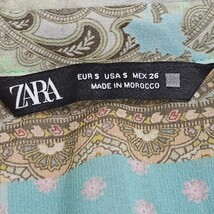 ZARA
EUR S USA S MEX 26
MADE IN MOROCCO